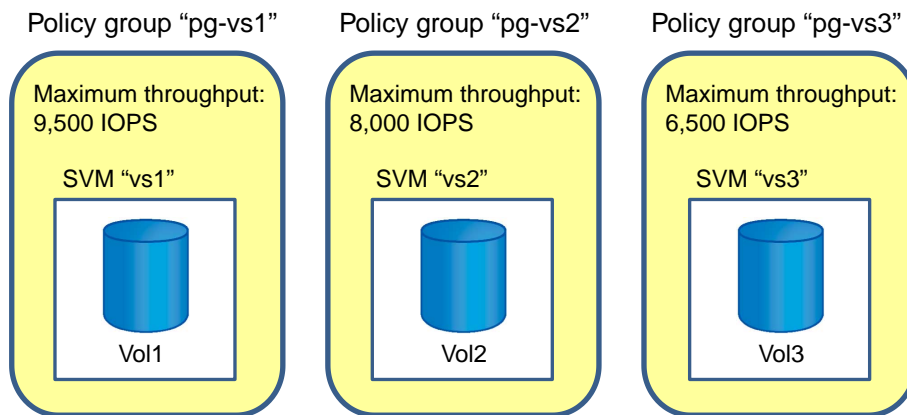 Policy group “pg-vs1”
Maximum throughput:
9,500 IOPS
SVM “vs1”
Vol1
Policy group “pg-vs2”
Maximum throughput:
8,000 IOPS
SVM “vs2”
Vol2
Policy group “pg-vs3”
Maximum throughput:
6,500 IOPS
SVM “vs3”
Vol3